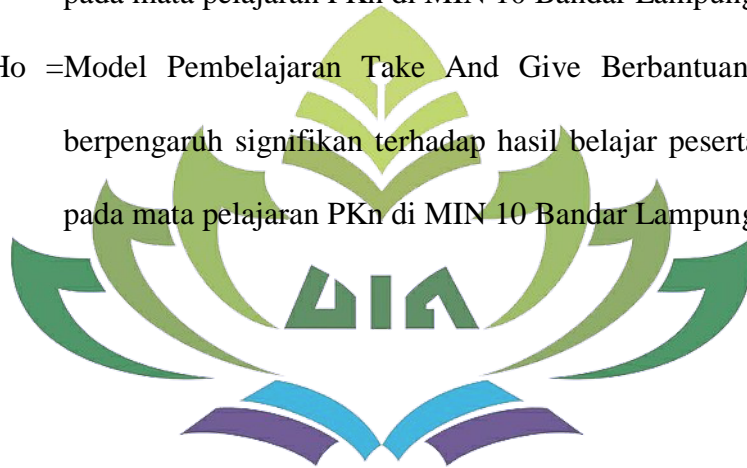 pada mata pelajaran PKn di MIN 10 Bandar Lampung
Ho =Model Pembelajaran Take And Give Berbantuan
berpengaruh signifikan terhadap hasil belajar peserta
pada mata pelajaran PKn di MIN 10 Bandar Lampung
UIN